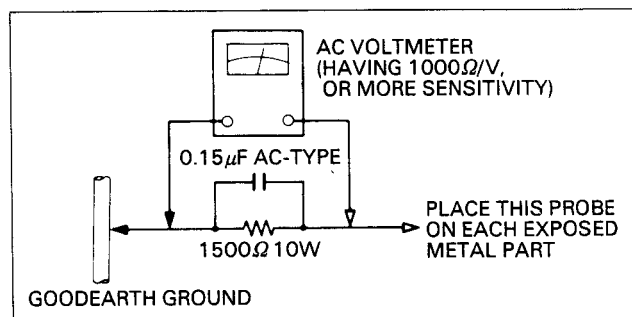 AC VOLTMETER
(HAVING 1000Ω/V,
OR MORE SENSITIVITY)
0.15μF AC-TYPE
1500Ω 10W
PLACE THIS PROBE
ON EACH EXPOSED
METAL PART
GOODEARTH GROUND